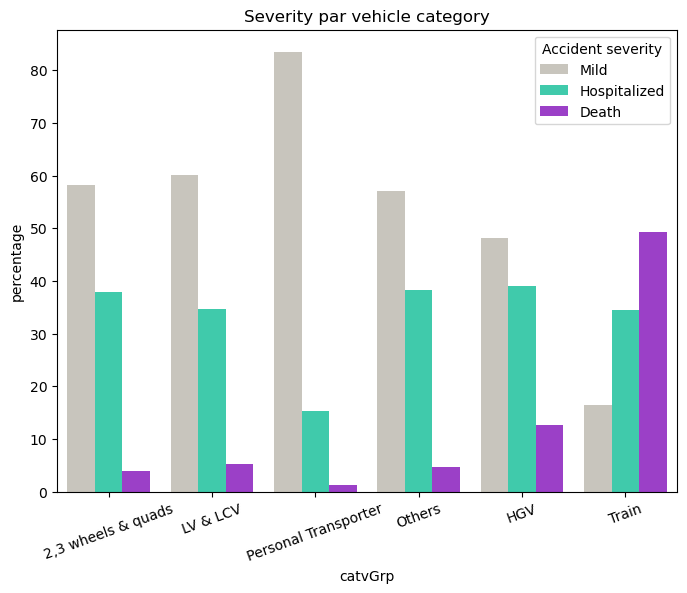 Severity par vehicle category
Accident severity
Mild
Hospitalized
Death
percentage
80
70
60
50
40
30
20
10
0
2,3 wheels & quads
LV & LCV
Personal Transporter
Others
HGV
Train
catvGrp